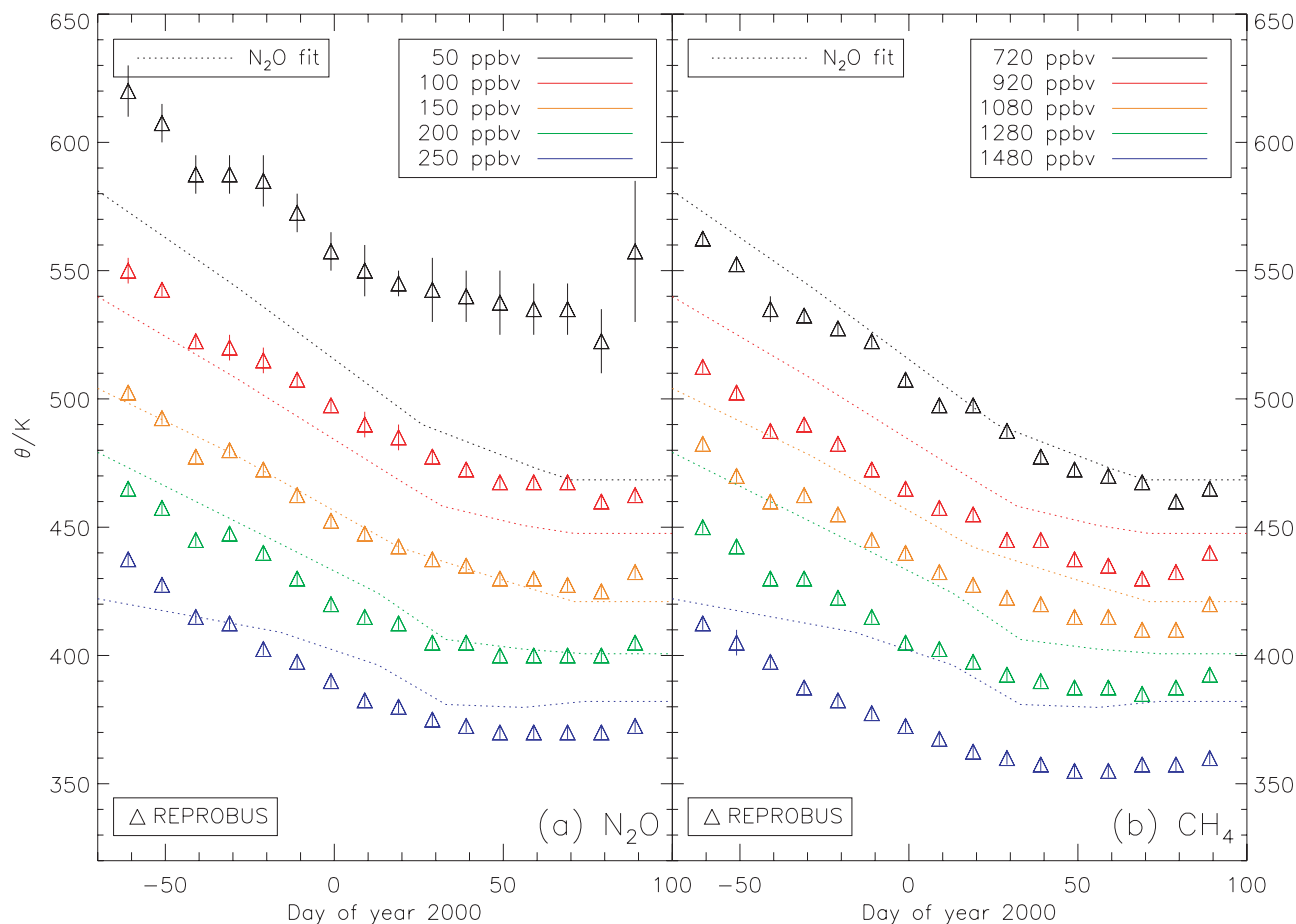 650
600
550
500
450
400
350
θ/K
N₂O fit
50 ppbv
100 ppbv
150 ppbv
200 ppbv
250 ppbv
△ REPROBUS
(a) N₂O
−50
0
50
100
Day of year 2000
N₂O fit
720 ppbv
920 ppbv
1080 ppbv
1280 ppbv
1480 ppbv
△ REPROBUS
(b) CH₄
−50
0
50
100
Day of year 2000
650
600
550
500
450
400
350